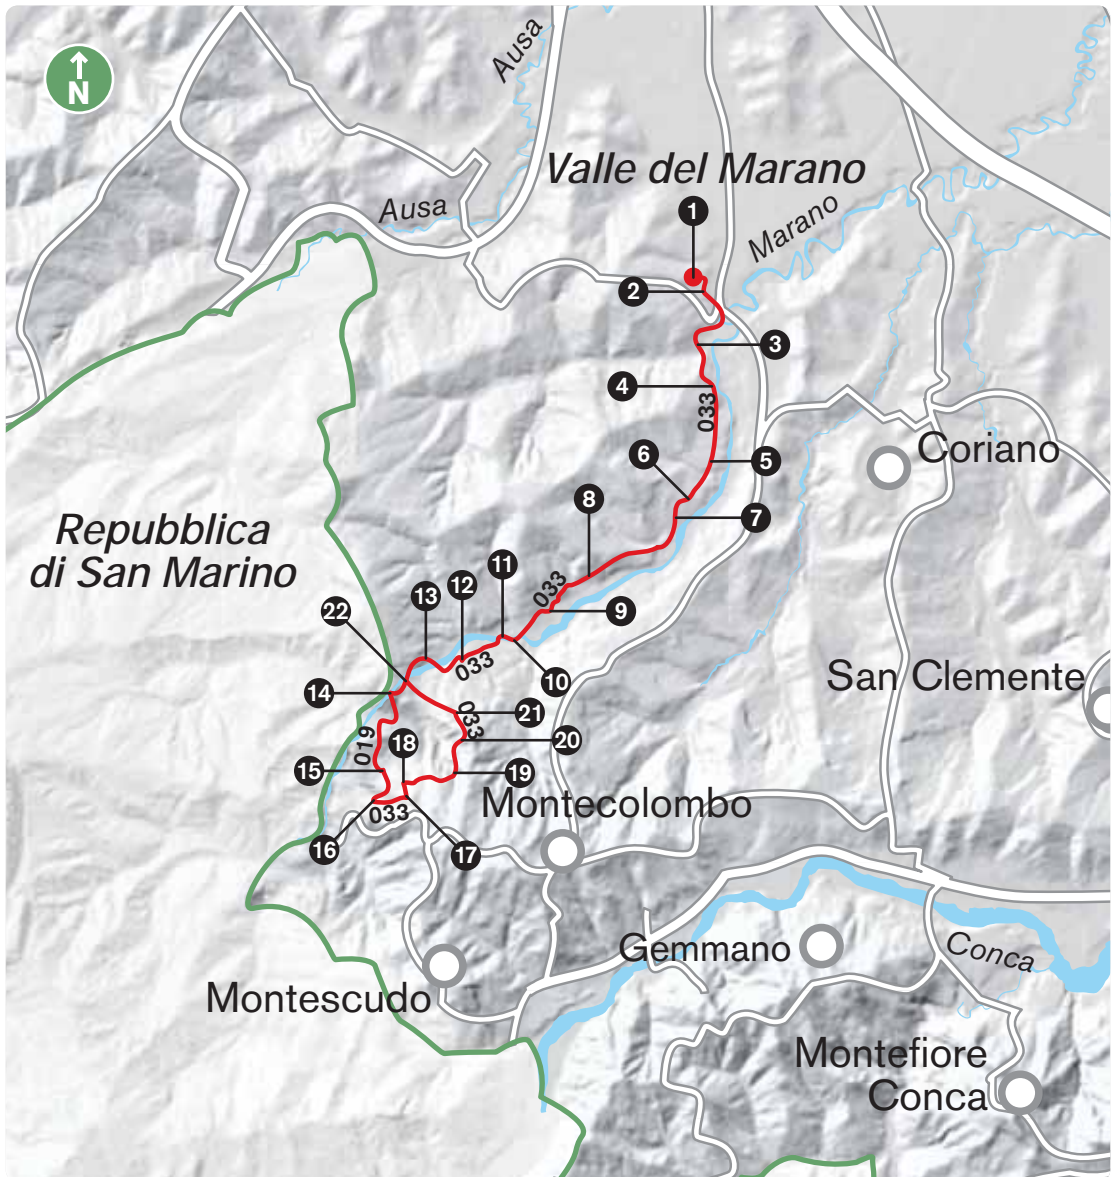 N
Ausa
Valle del Marano
Ausa
1
Marano
2
3
4
033
Coriano
6
5
8
7
Repubblica
di San Marino
11
12
13
033
22
9
033
10
San Clemente
14
21
033
20
019
18
15
19
Montecolombo
033
16
17
Gemmano
Conca
Montescudo
Montefiore
Conca